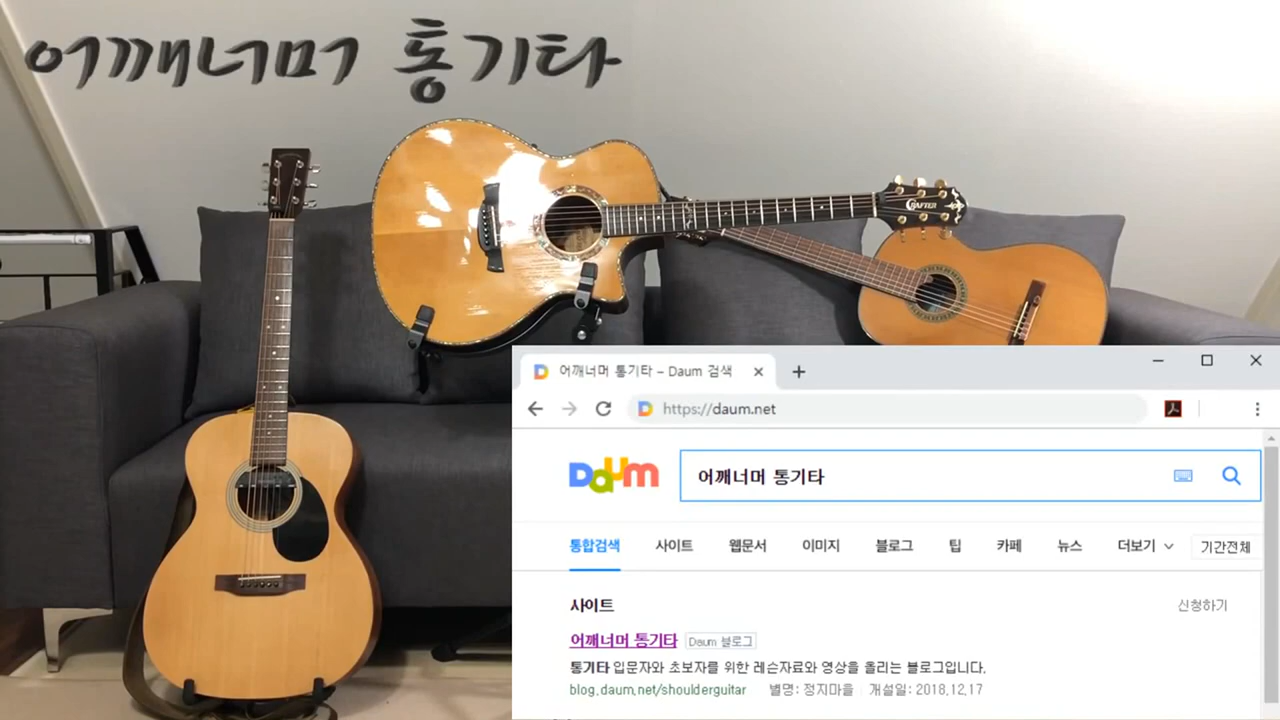 어깨너머 통기타
CRAFTER
어깨너머 통기타 – Daum 검색
https://daum.net
Daum
어깨너머 통기타
통합검색 사이트 웹문서 이미지 블로그 팁 카페 뉴스 더보기 기간전체
사이트 신청하기
어깨너머 통기타 Daum 블로그
통기타 입문자와 초보자를 위한 레슨자료와 영상을 올리는 블로그입니다.
blog.daum.net/shoulderguitar 별명: 정지마을 개설일: 2018.12.17